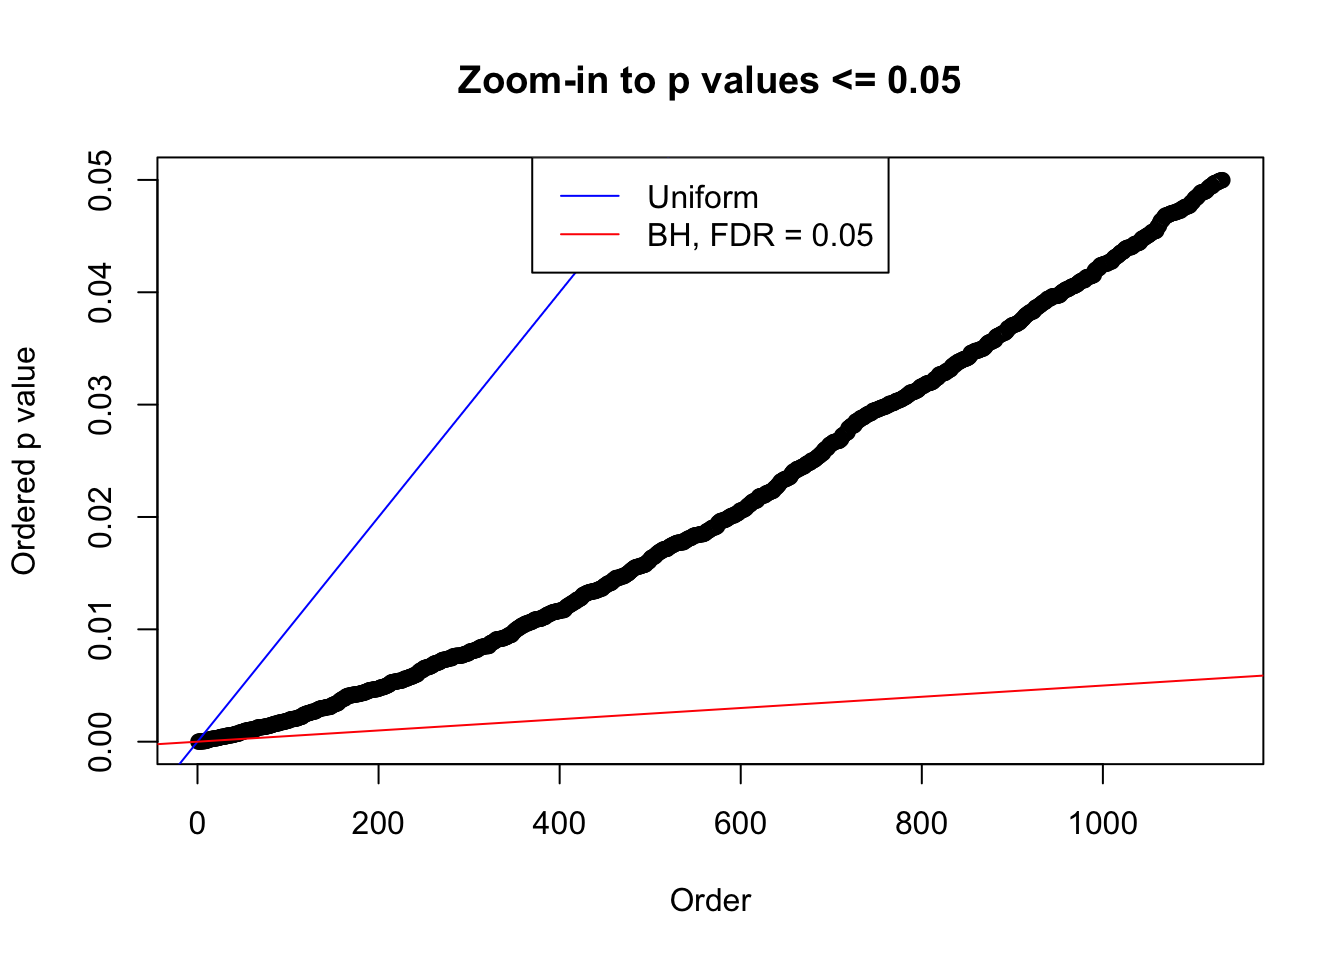 Zoom-in to p values <= 0.05
Uniform
BH, FDR = 0.05
Ordered p value
0.05
0.04
0.03
0.02
0.01
0.00
0 200 400 600 800 1000
Order